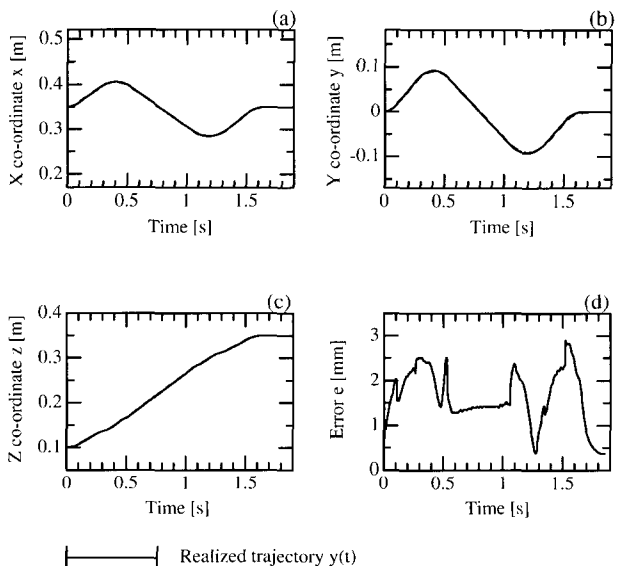 (a)
X co-ordinate x [m]
0.5
0.4
0.3
0.2
0
0.5
1
1.5
Time [s]
(b)
Y co-ordinate y [m]
0.1
0
-0.1
0
0.5
1
1.5
Time [s]
(c)
Z co-ordinate z [m]
0.4
0.3
0.2
0.1
0
0.5
1
1.5
Time [s]
(d)
Error e [mm]
3
2
1
0
0
0.5
1
1.5
Time [s]
Realized trajectory y(t)